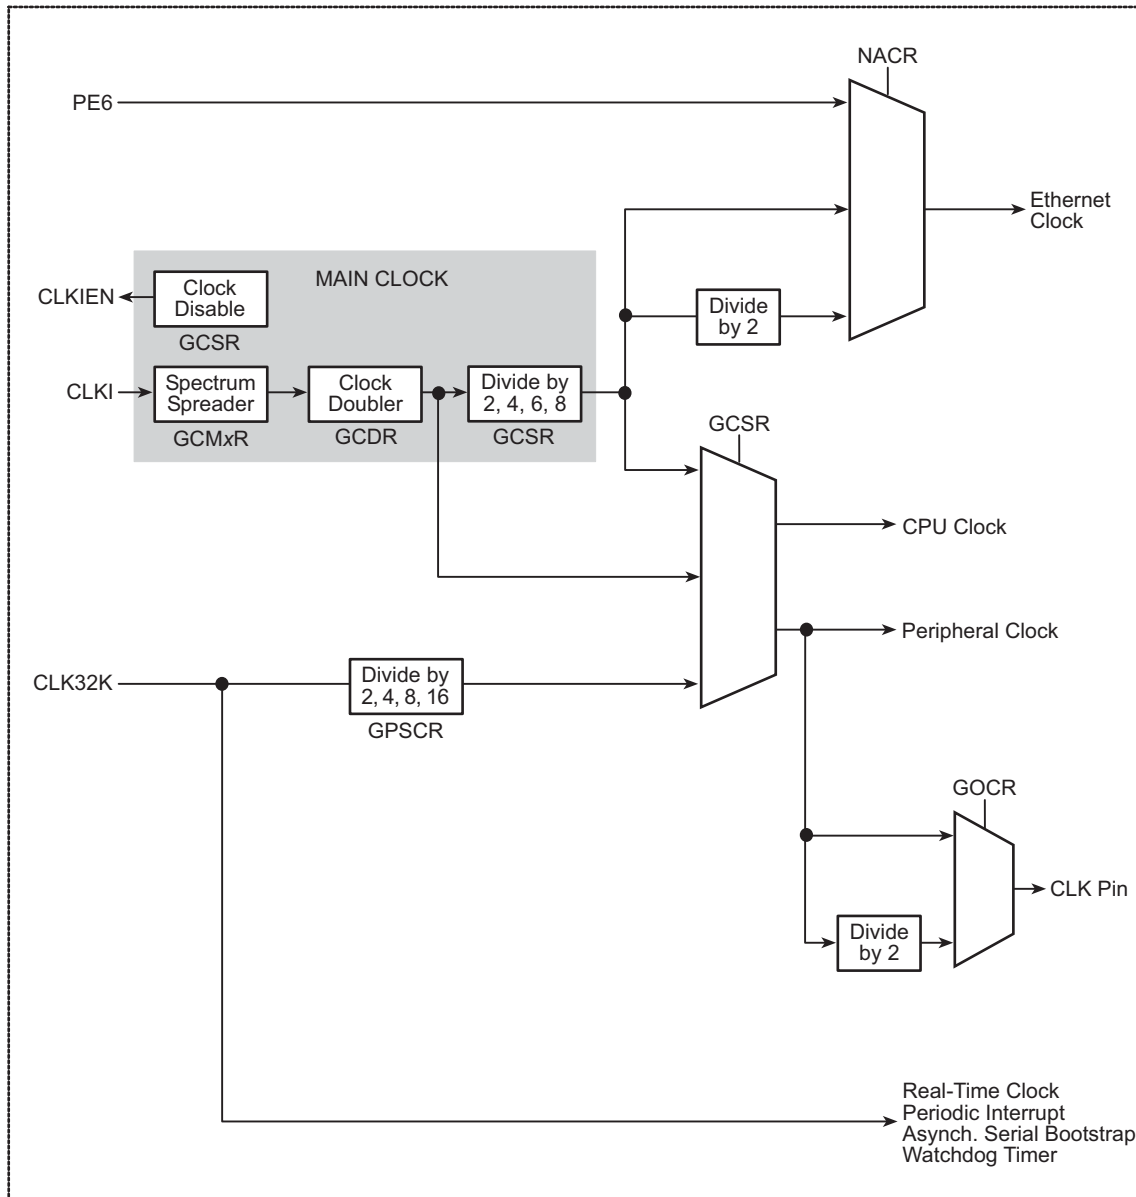 NACR
PE6
Ethernet
Clock
MAIN CLOCK
Clock
Disable
CLKIEN
GCSR
Divide
by 2
CLKI
Spectrum
Spreader
GCMxR
Clock
Doubler
GCDR
Divide by
2, 4, 6, 8
GCSR
GCSR
CPU Clock
Peripheral Clock
CLK32K
Divide by
2, 4, 8, 16
GPSCR
GOCR
CLK Pin
Divide
by 2
Real-Time Clock
Periodic Interrupt
Asynch. Serial Bootstrap
Watchdog Timer